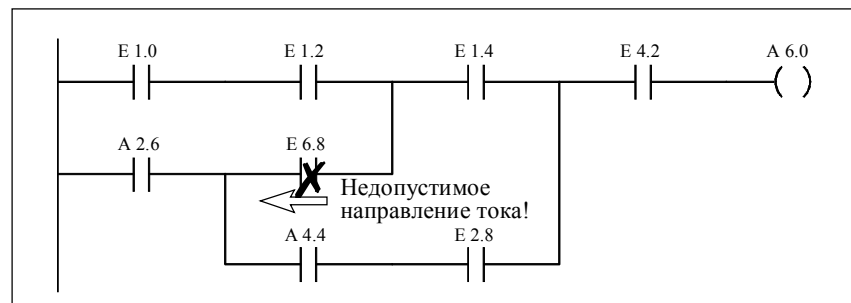 E 1.0 E 1.2 E 1.4 E 4.2 A 6.0
A 2.6 E 6.8
Недопустимое
направление тока!
A 4.4 E 2.8